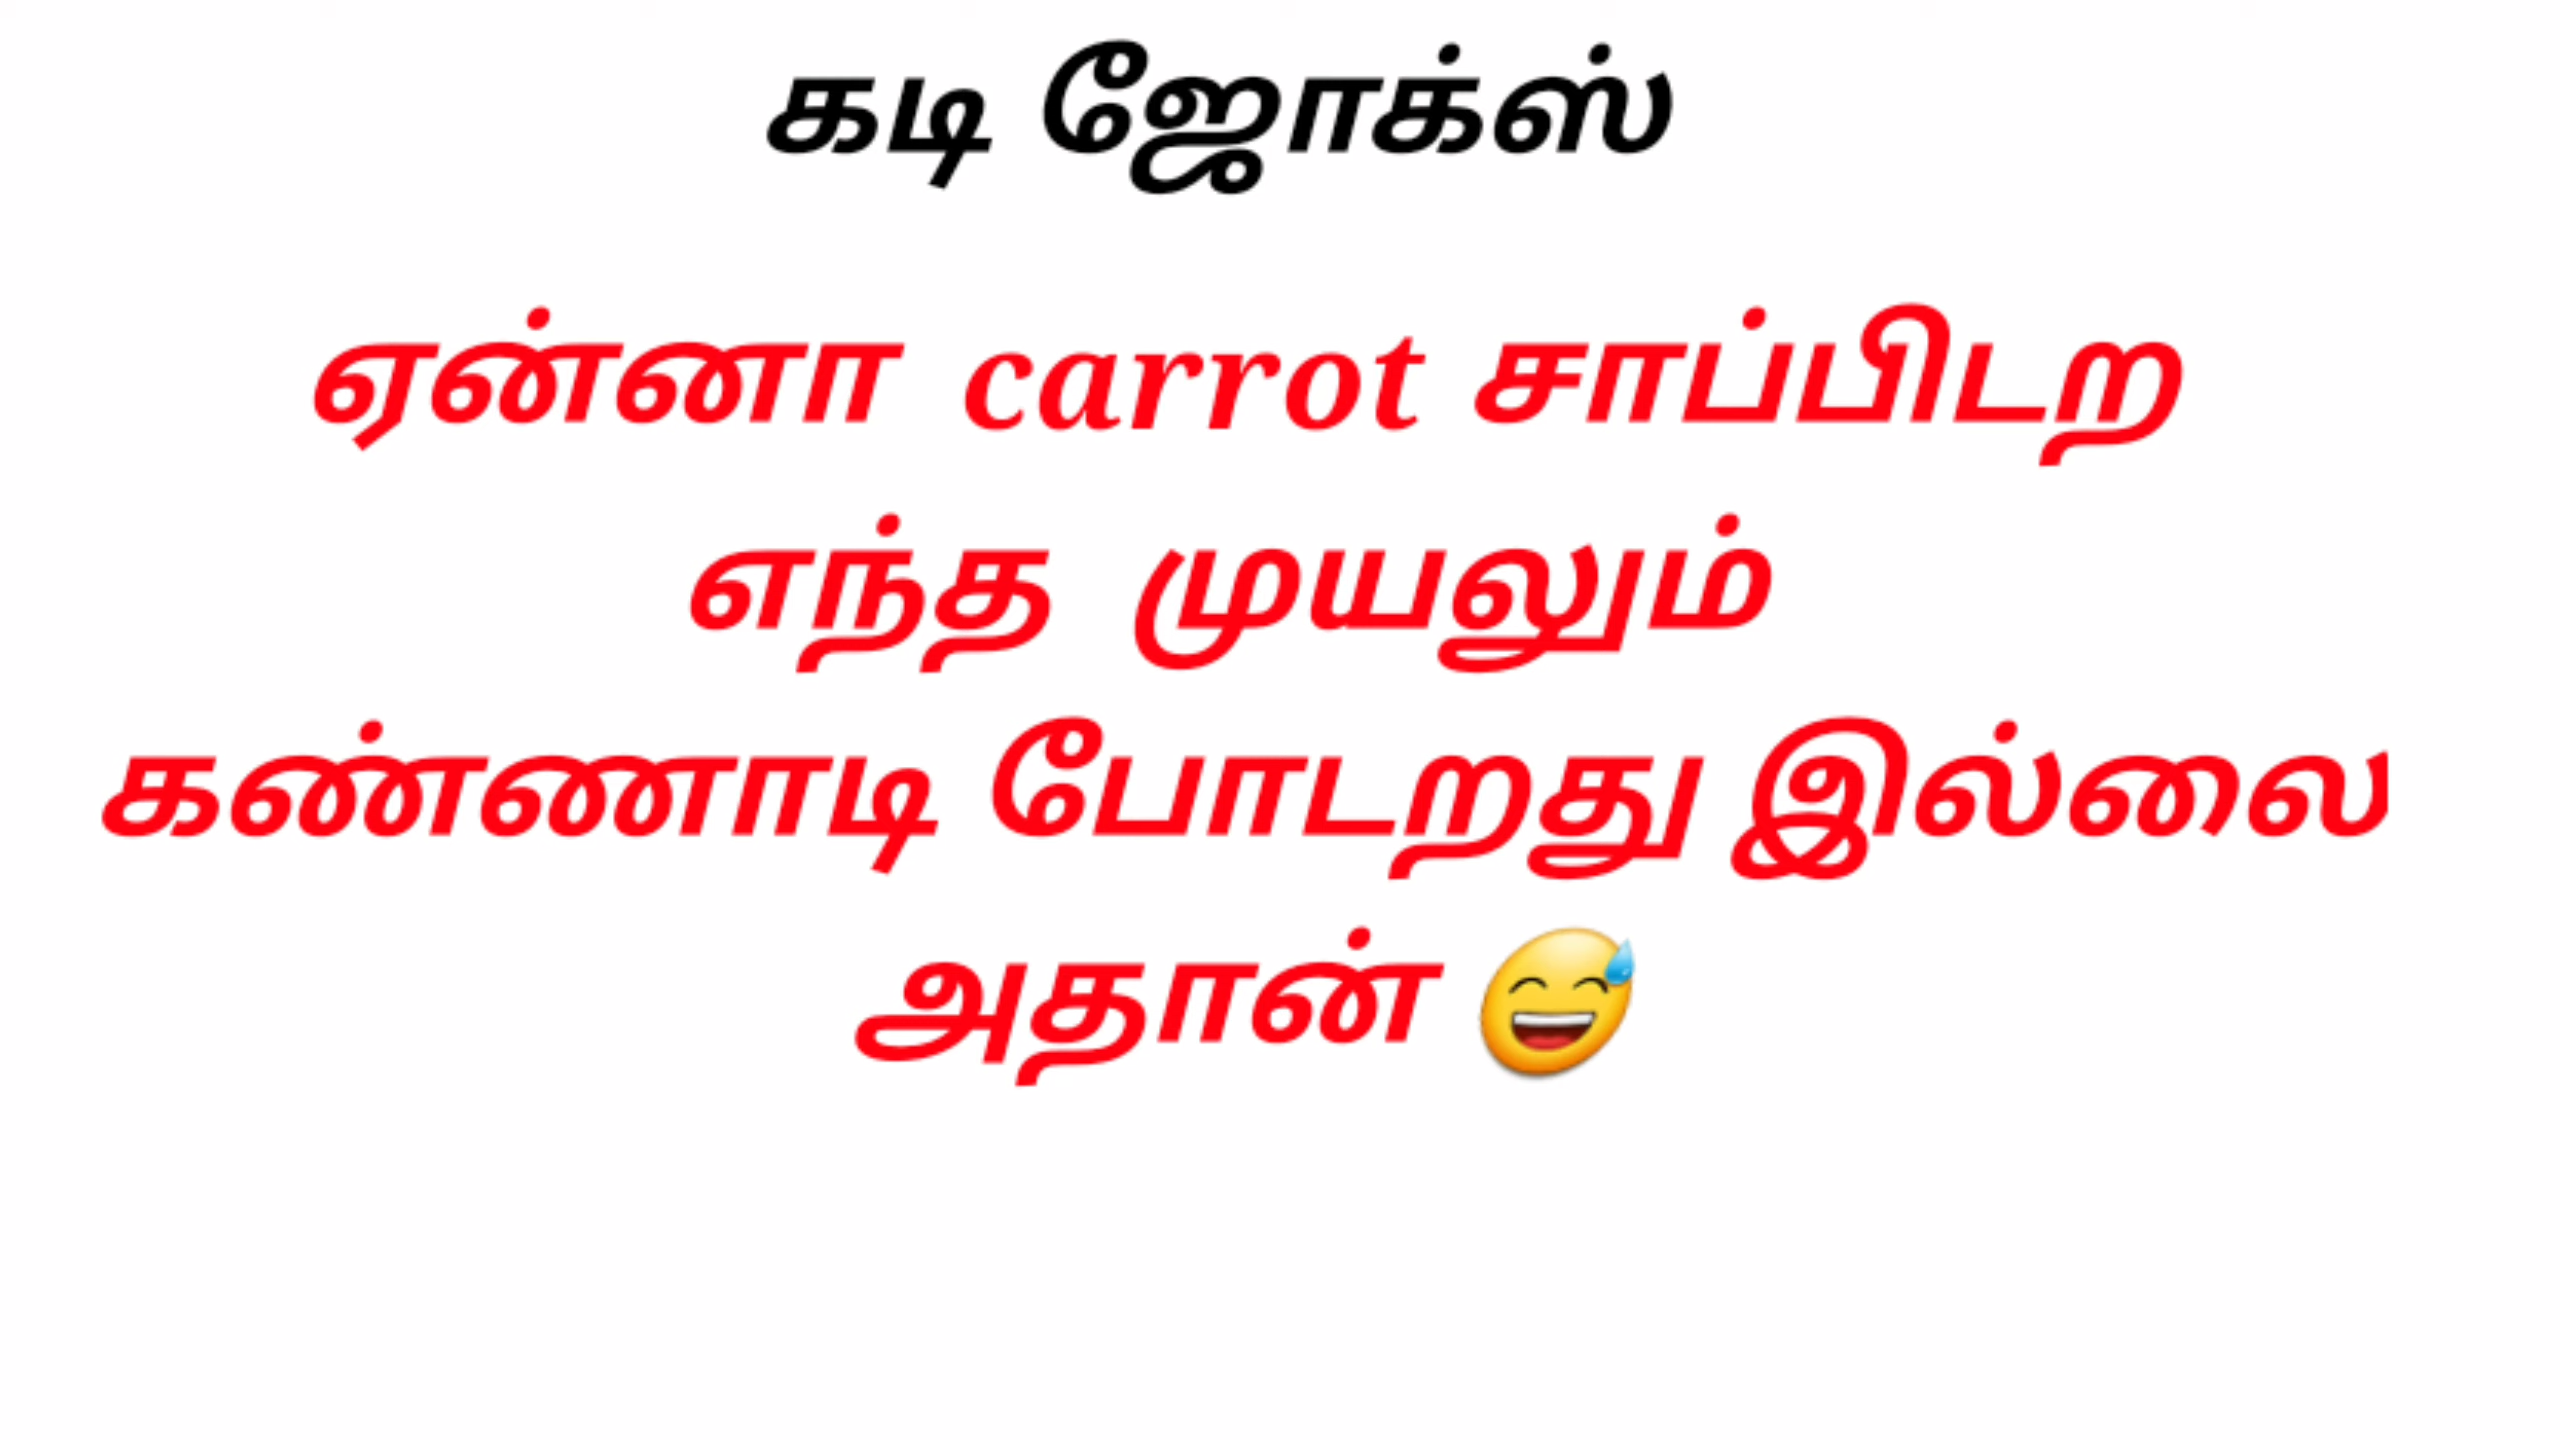 கடி ஜோக்ஸ்
ஏன்னா carrot சாப்பிடற
எந்த முயலும்
கண்ணாடி போடறது இல்லை
அதான் 😅